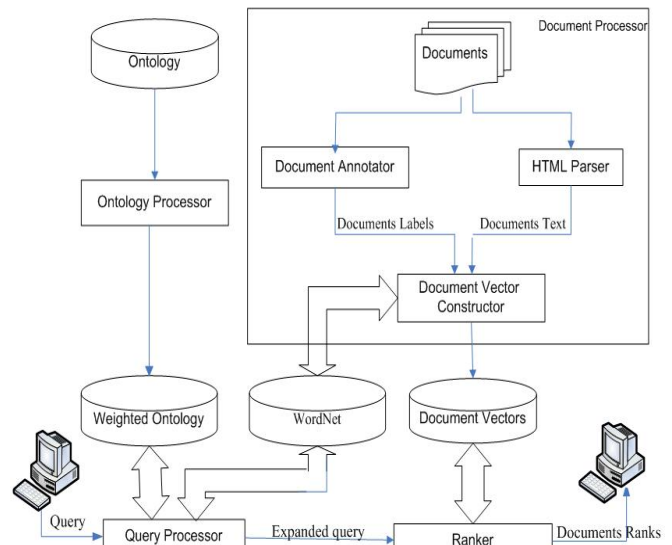 Document Processor
Ontology
Documents
Document Annotator
HTML Parser
Ontology Processor
Documents Labels
Documents Text
Document Vector
Constructor
Weighted Ontology
WordNet
Document Vectors
Query
Query Processor
Expanded query
Ranker
Documents Ranks